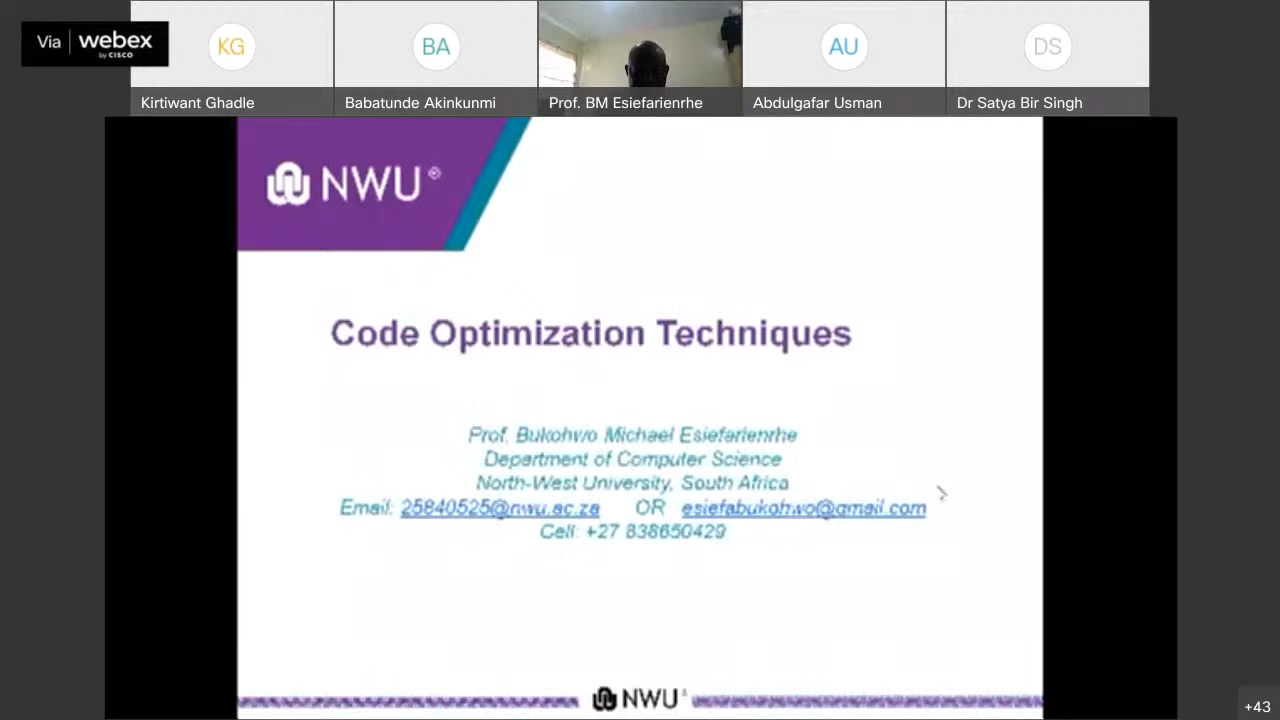 Via webex
by CISCO
KG
BA
AU
DS
Kirtiwant Ghadle
Babatunde Akinkunmi
Prof. BM Esiefarienrhe
Abdulgafar Usman
Dr Satya Bir Singh
NWU®
Code Optimization Techniques
Prof. Bukohwo Michael Esiefarienrhe
Department of Computer Science
North-West University, South Africa
Email: 25840525@nwu.ac.za OR esiefabukohwo@gmail.com
Cell: +27 838650429
NWU
+43